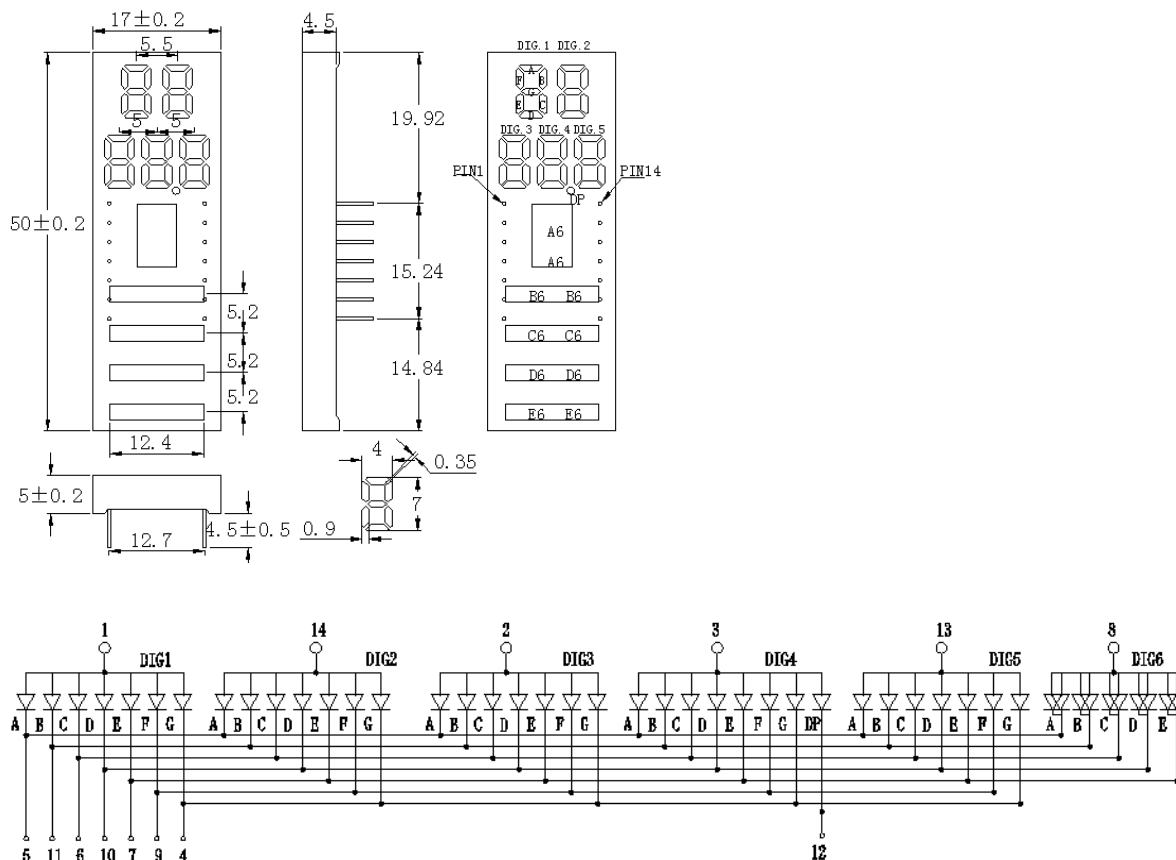 17±0.2
5.5
4.5
DIG.1 DIG.2
A
F B
G
E C
D
5 5
19.92
DIG.3 DIG.4 DIG.5
PIN1
PIN14
DP
50±0.2
A6
15.24
A6
B6 B6
5.2
C6 C6
5.2
14.84
D6 D6
5.2
E6 E6
12.4
4
0.35
5±0.2
7
4.5±0.5
0.9
12.7
1 14 2 3 13 8
DIG1 DIG2 DIG3 DIG4 DIG5 DIG6
A B C D E F G A B C D E F G A B C D E F G A B C D E F G DP A B C D E F G A B C D E
5 11 6 10 7 9 4 12